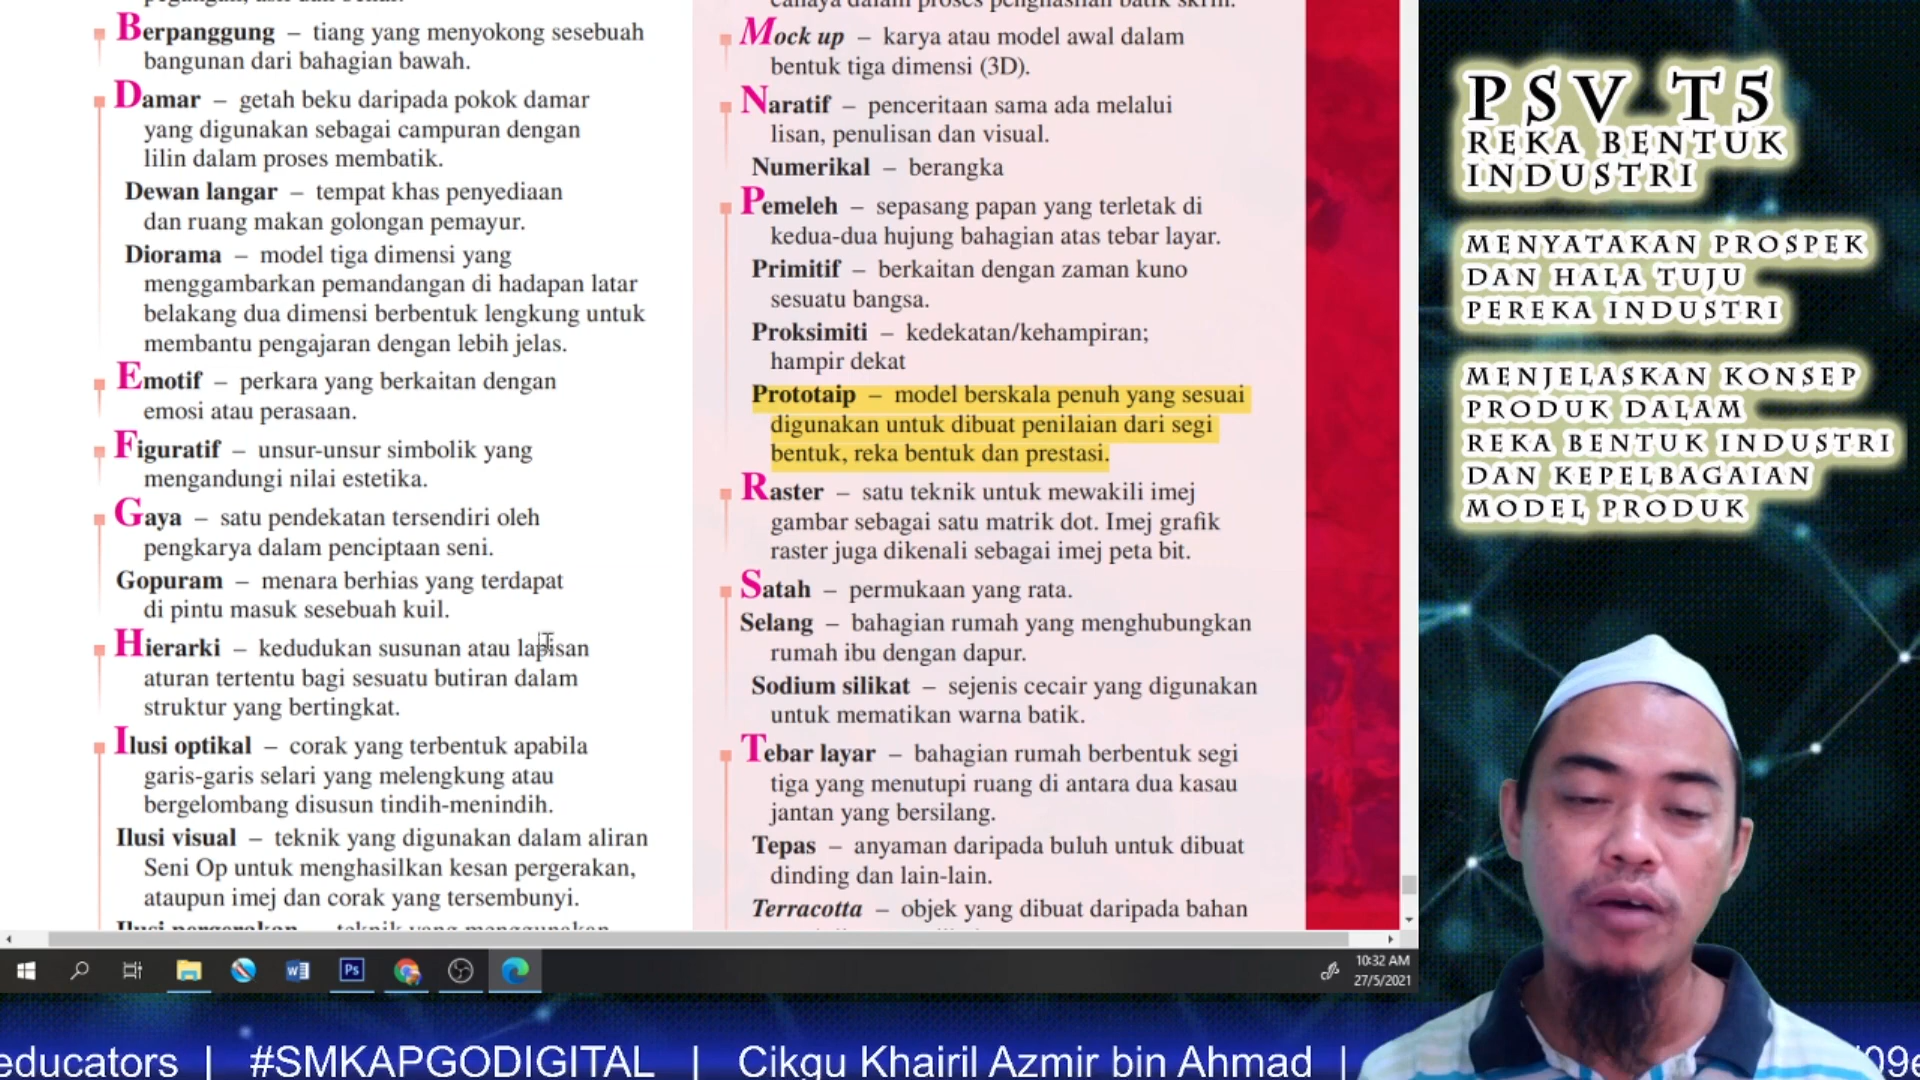 Berpanggung – tiang yang menyokong sesebuah
bangunan dari bahagian bawah.
Damar – getah beku daripada pokok damar
yang digunakan sebagai campuran dengan
lilin dalam proses membatik.
Dewan langar – tempat khas penyediaan
dan ruang makan golongan pemayur.
Diorama – model tiga dimensi yang
menggambarkan pemandangan di hadapan latar
belakang dua dimensi berbentuk lengkung untuk
membantu pengajaran dengan lebih jelas.
Emotif – perkara yang berkaitan dengan
emosi atau perasaan.
Figuratif – unsur-unsur simbolik yang
mengandungi nilai estetika.
Gaya – satu pendekatan tersendiri oleh
pengkarya dalam penciptaan seni.
Gopuram – menara berhias yang terdapat
di pintu masuk sesebuah kuil.
Hierarki – kedudukan susunan atau lapisan
aturan tertentu bagi sesuatu butiran dalam
struktur yang bertingkat.
Ilusi optikal – corak yang terbentuk apabila
garis-garis selari yang melengkung atau
bergelombang disusun tindih-menindih.
Ilusi visual – teknik yang digunakan dalam aliran
Seni Op untuk menghasilkan kesan pergerakan,
ataupun imej dan corak yang tersembunyi.
Ilusi pergerakan – teknik yang menggunakan
cahaya dalam proses penghasilan batik skrin.
Mock up – karya atau model awal dalam
bentuk tiga dimensi (3D).
Naratif – penceritaan sama ada melalui
lisan, penulisan dan visual.
Numerikal – berangka
Pemeleh – sepasang papan yang terletak di
kedua-dua hujung bahagian atas tebar layar.
Primitif – berkaitan dengan zaman kuno
sesuatu bangsa.
Proksimiti – kedekatan/kehampiran;
hampir dekat
Prototaip – model berskala penuh yang sesuai
digunakan untuk dibuat penilaian dari segi
bentuk, reka bentuk dan prestasi.
Raster – satu teknik untuk mewakili imej
gambar sebagai satu matrik dot. Imej grafik
raster juga dikenali sebagai imej peta bit.
Satah – permukaan yang rata.
Selang – bahagian rumah yang menghubungkan
rumah ibu dengan dapur.
Sodium silikat – sejenis cecair yang digunakan
untuk mematikan warna batik.
Tebar layar – bahagian rumah berbentuk segi
tiga yang menutupi ruang di antara dua kasau
jantan yang bersilang.
Tepas – anyaman daripada buluh untuk dibuat
dinding dan lain-lain.
Terracotta – objek yang dibuat daripada bahan
PSV T5
REKA BENTUK
INDUSTRI
MENYATAKAN PROSPEK
DAN HALA TUJU
PEREKA INDUSTRI
MENJELASKAN KONSEP
PRODUK DALAM
REKA BENTUK INDUSTRI
DAN KEPELBAGAIAN
MODEL PRODUK
Ps
10:32 AM
27/5/2021
educators | #SMKAPGODIGITAL | Cikgu Khairil Azmir bin Ahmad |